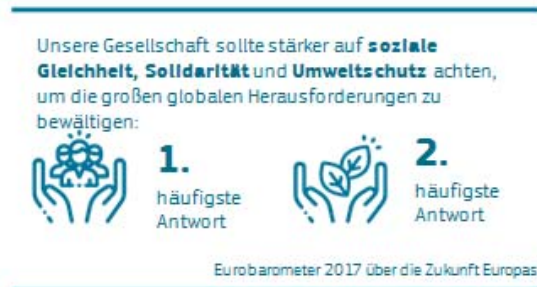 Unsere Gesellschaft sollte stärker auf soziale
Gleichheit, Solidarität und Umweltschutz achten,
um die großen globalen Herausforderungen zu
bewältigen:
1.
häufigste
Antwort
2.
häufigste
Antwort
Eurobarometer 2017 über die Zukunft Europas